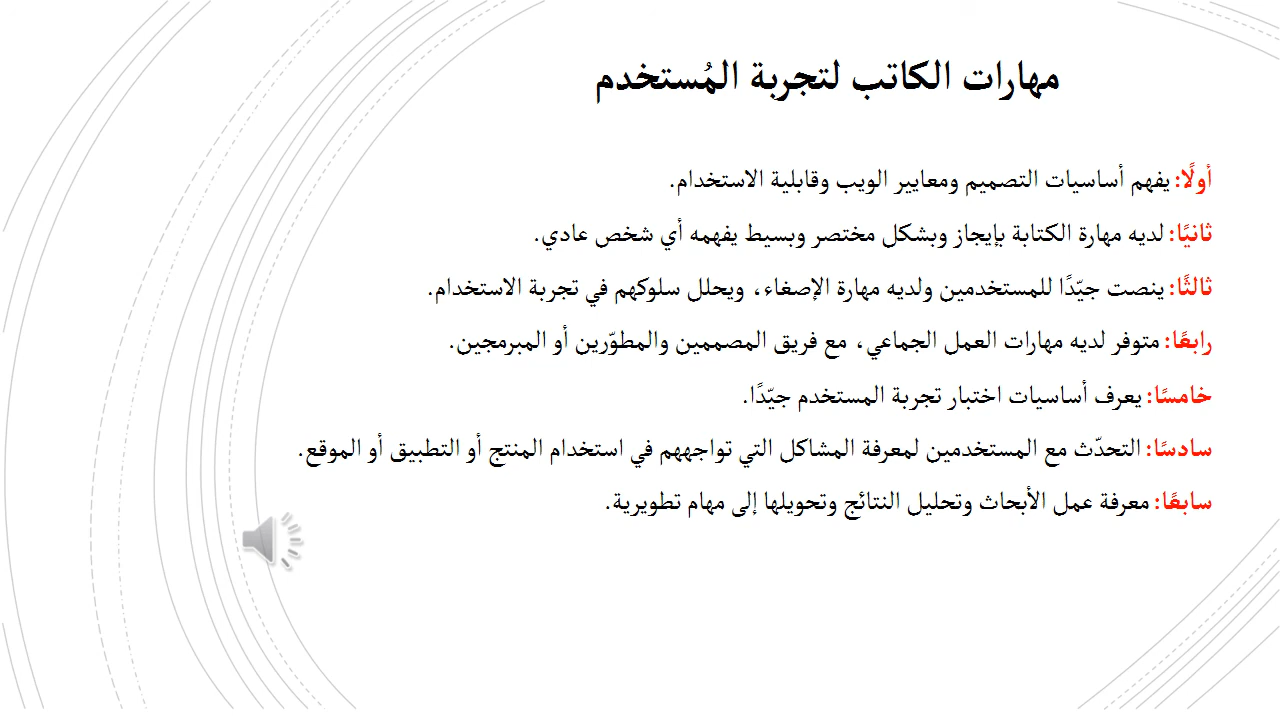 مهارات الكاتب لتجربة المُستخدم
أولًا: يفهم أساسيات التصميم ومعايير الويب وقابلية الاستخدام.
ثانيًا: لديه مهارة الكتابة بإيجاز وبشكل مختصر وبسيط يفهمه أي شخص عادي.
ثالثًا: ينصت جيّدًا للمستخدمين ولديه مهارة الإصغاء، ويحلل سلوكهم في تجربة الاستخدام.
رابعًا: متوفر لديه مهارات العمل الجماعي، مع فريق المصممين والمطوّرين أو المبرمجين.
خامسًا: يعرف أساسيات اختبار تجربة المستخدم جيّدًا.
سادسًا: التحدّث مع المستخدمين لمعرفة المشاكل التي تواجههم في استخدام المنتج أو التطبيق أو الموقع.
سابعًا: معرفة عمل الأبحاث وتحليل النتائج وتحويلها إلى مهام تطويرية.